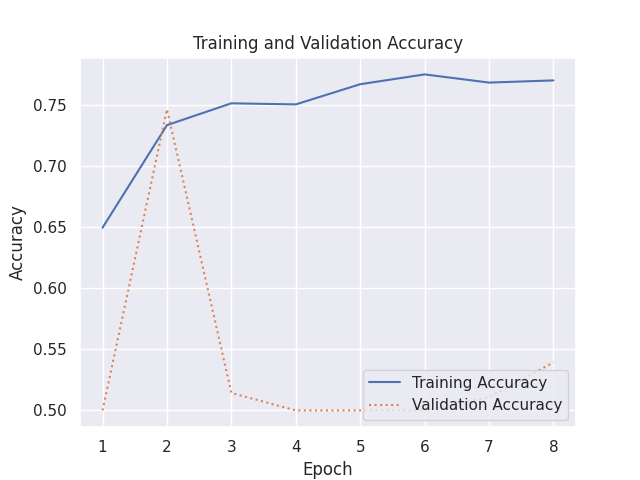 Training and Validation Accuracy
Accuracy
0.75
0.70
0.65
0.60
0.55
0.50
Training Accuracy
Validation Accuracy
1 2 3 4 5 6 7 8
Epoch